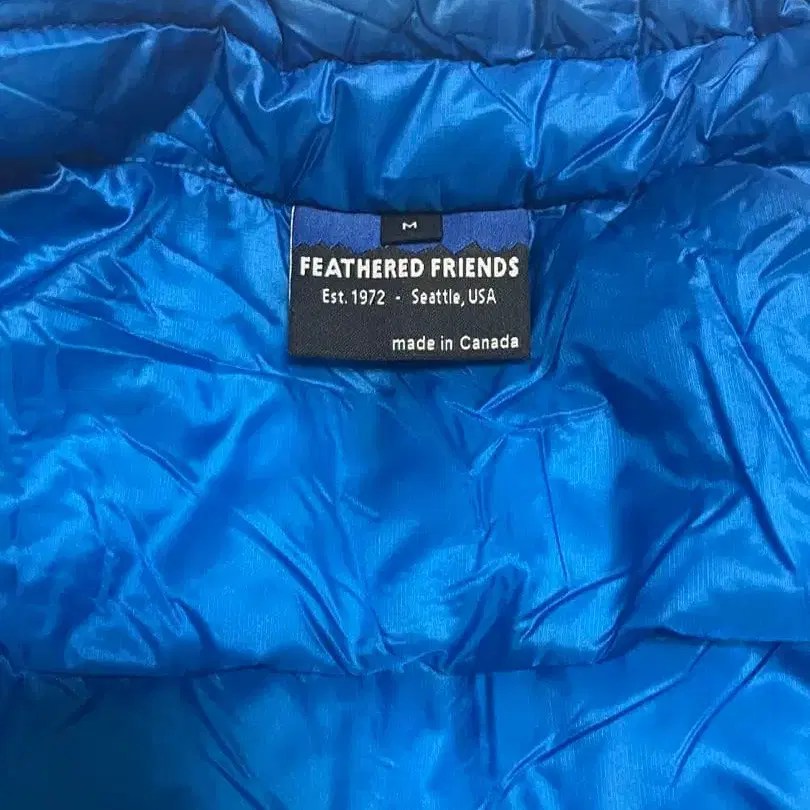 M
FEATHERED FRIENDS
Est. 1972 - Seattle, USA
made in Canada